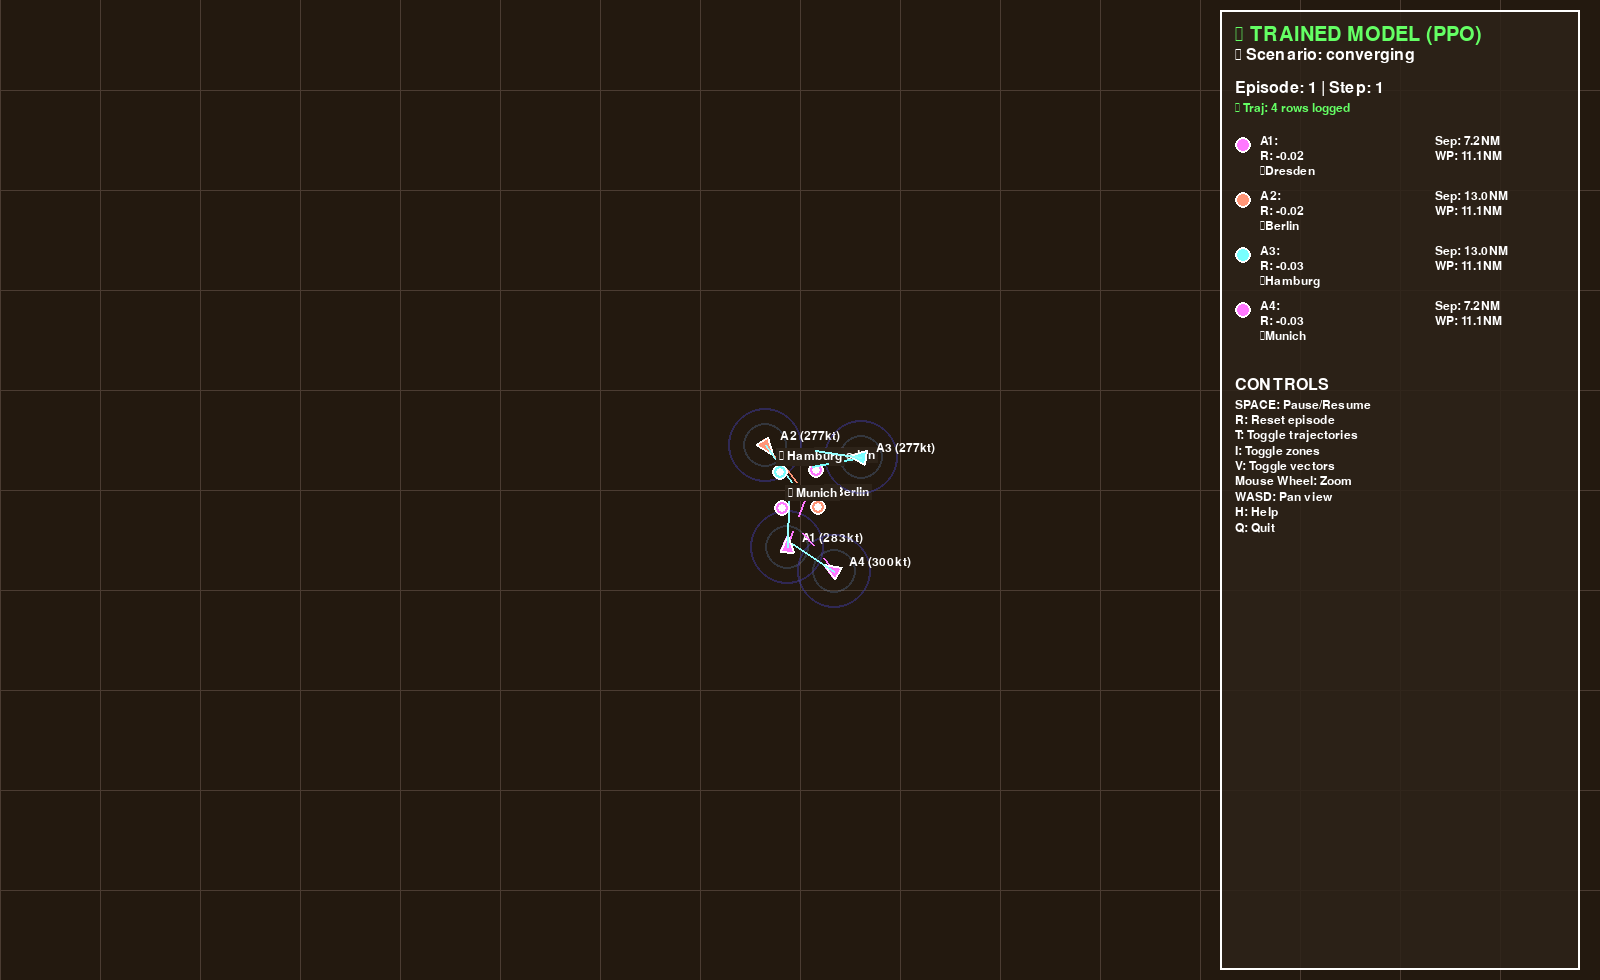 TRAINED MODEL (PPO)
Scenario: converging
Episode: 1 | Step: 1
Traj: 4 rows logged
A1:
Sep: 7.2NM
R: -0.02
WP: 11.1NM
Dresden
A2:
Sep: 13.0NM
R: -0.02
WP: 11.1NM
Berlin
A3:
Sep: 13.0NM
R: -0.03
WP: 11.1NM
Hamburg
A4:
Sep: 7.2NM
R: -0.03
WP: 11.1NM
Munich
CONTROLS
SPACE: Pause/Resume
R: Reset episode
T: Toggle trajectories
I: Toggle zones
V: Toggle vectors
Mouse Wheel: Zoom
WASD: Pan view
H: Help
Q: Quit
A2 (277kt)
A3 (277kt)
Hamburg
Munich
Berlin
A1 (283kt)
A4 (300kt)